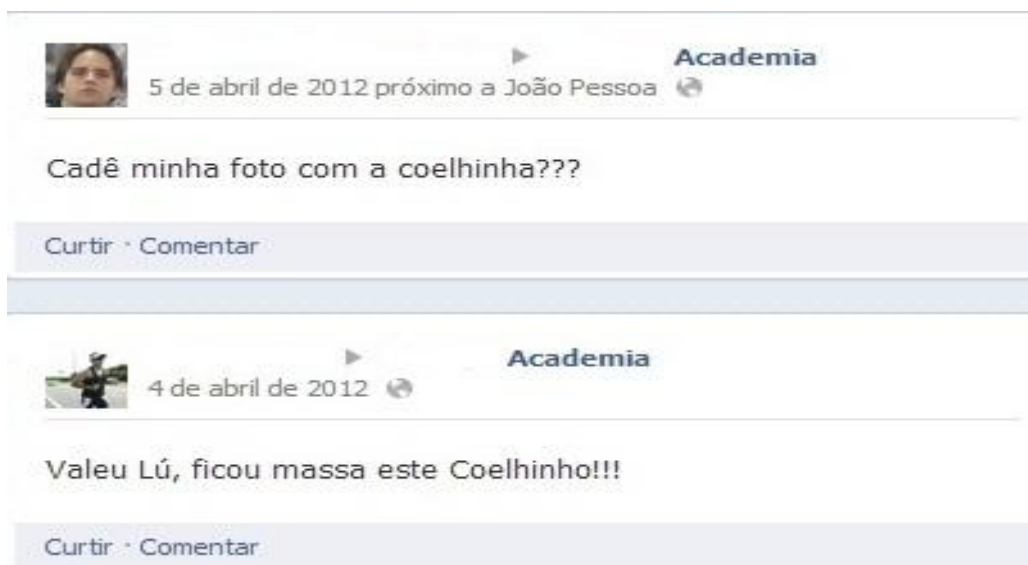 Academia
5 de abril de 2012 próximo a João Pessoa
Cadê minha foto com a coelhinha???
Curtir · Comentar
Academia
4 de abril de 2012
Valeu Lú, ficou massa este Coelhinho!!!
Curtir · Comentar